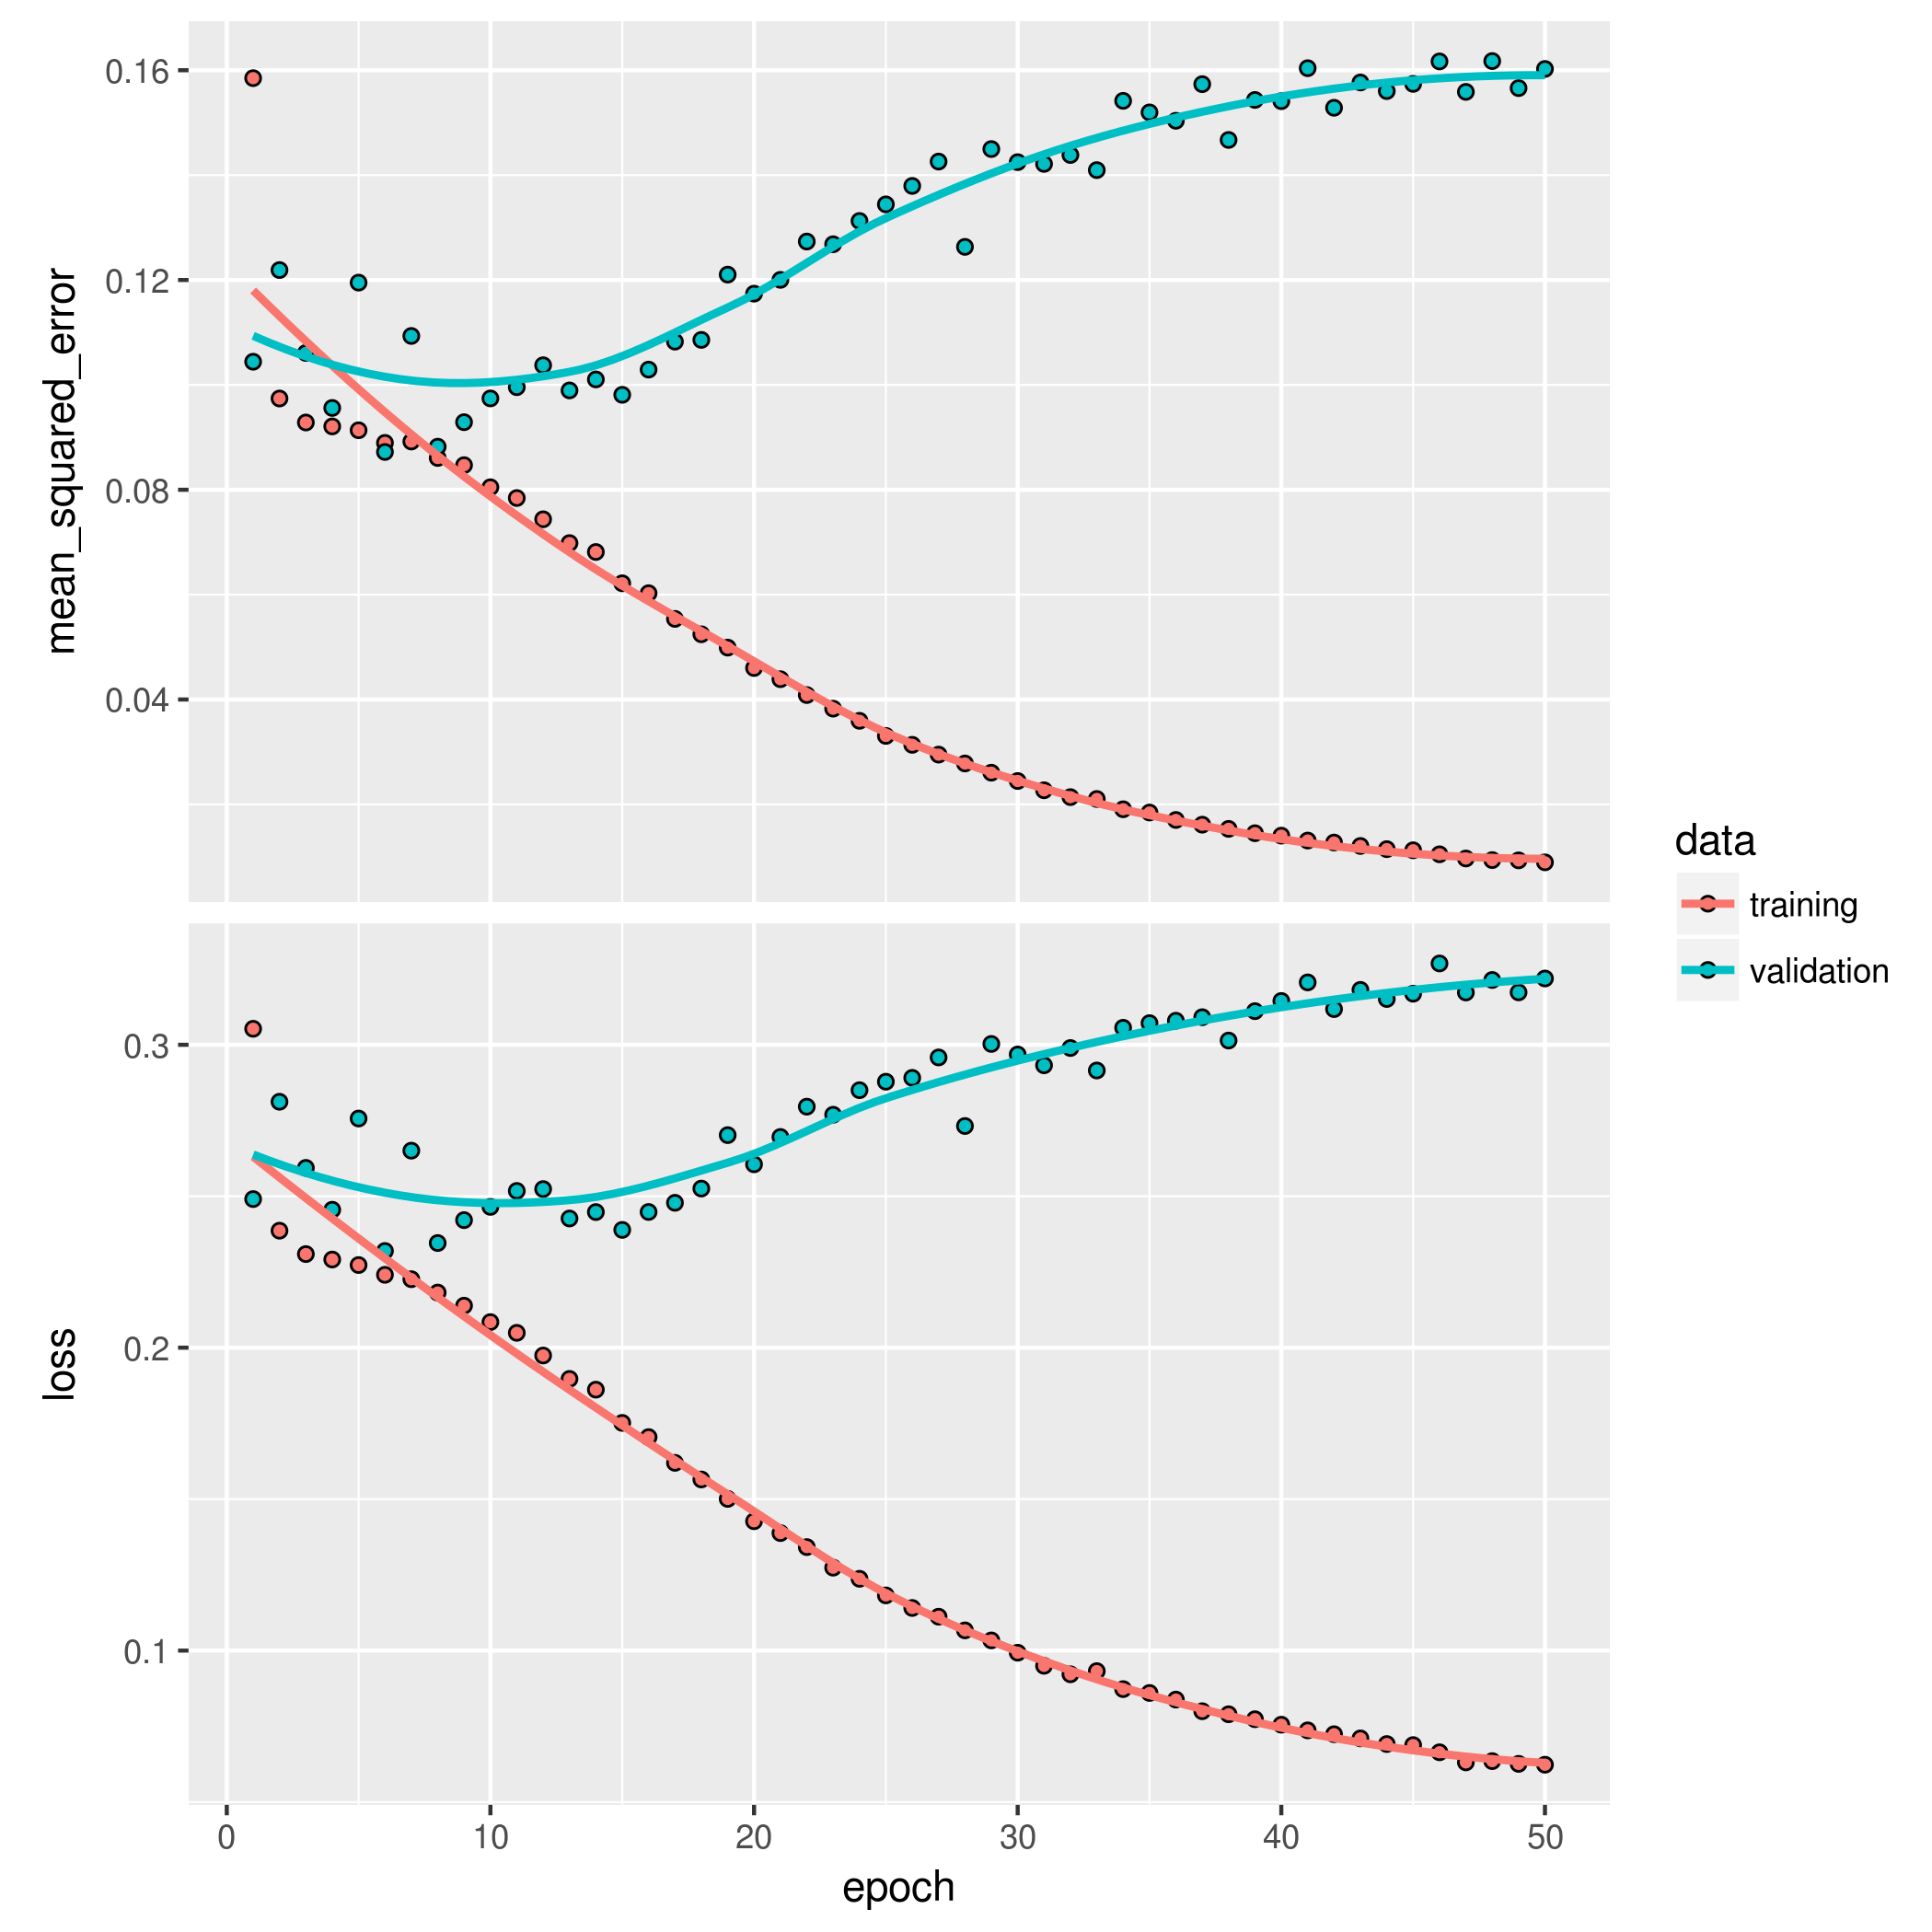 mean_squared_error
0.16
0.12
0.08
0.04
loss
0.3
0.2
0.1
0 10 20 30 40 50
epoch
data
training
validation